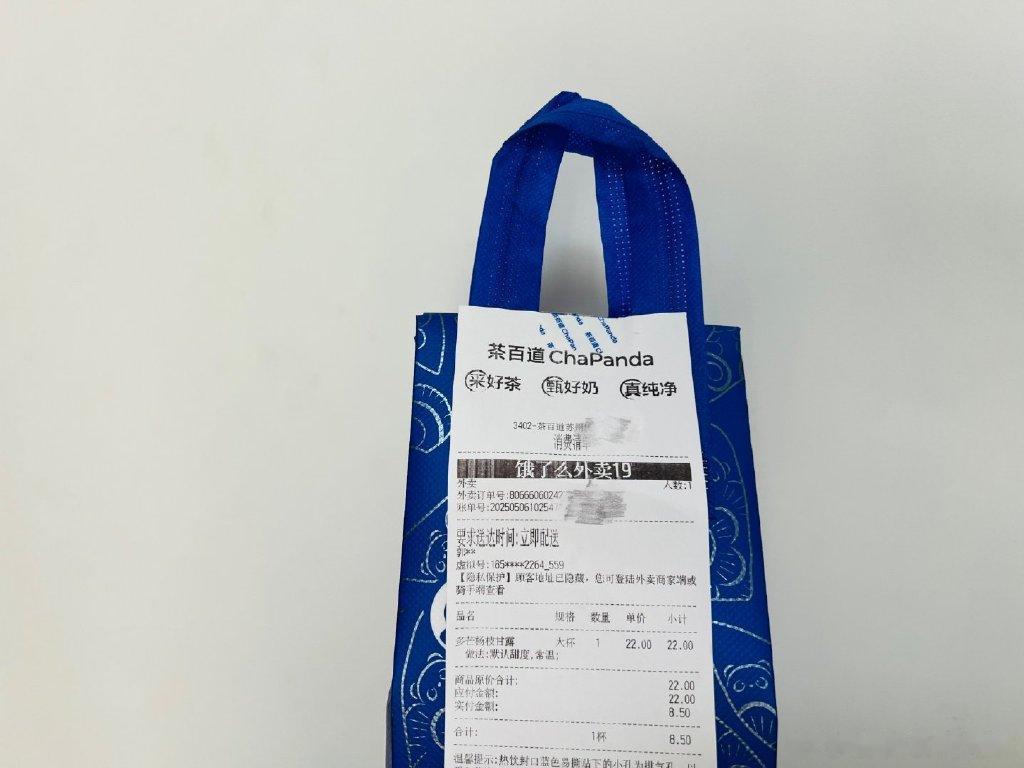 茶百道 ChaPanda
采好茶 甄好奶 真纯净
3402-茶百道苏州
消费清单
饿了么外卖19
外卖 人数:1
外卖订单号:80666060242
账单号:2025050610254
要求送达时间:立即配送
郭**
虚拟号:185****2264_559
【隐私保护】顾客地址已隐藏，您可登陆外卖商家端或
骑手端查看
品名 规格 数量 单价 小计
多芒杨枝甘露 大杯 1 22.00 22.00
做法:默认甜度,常温;
商品原价合计: 22.00
应付金额: 22.00
实付金额: 8.50
合计: 1杯 8.50
温馨提示:热饮封口蓝色易撕贴下的小孔为排气孔，以